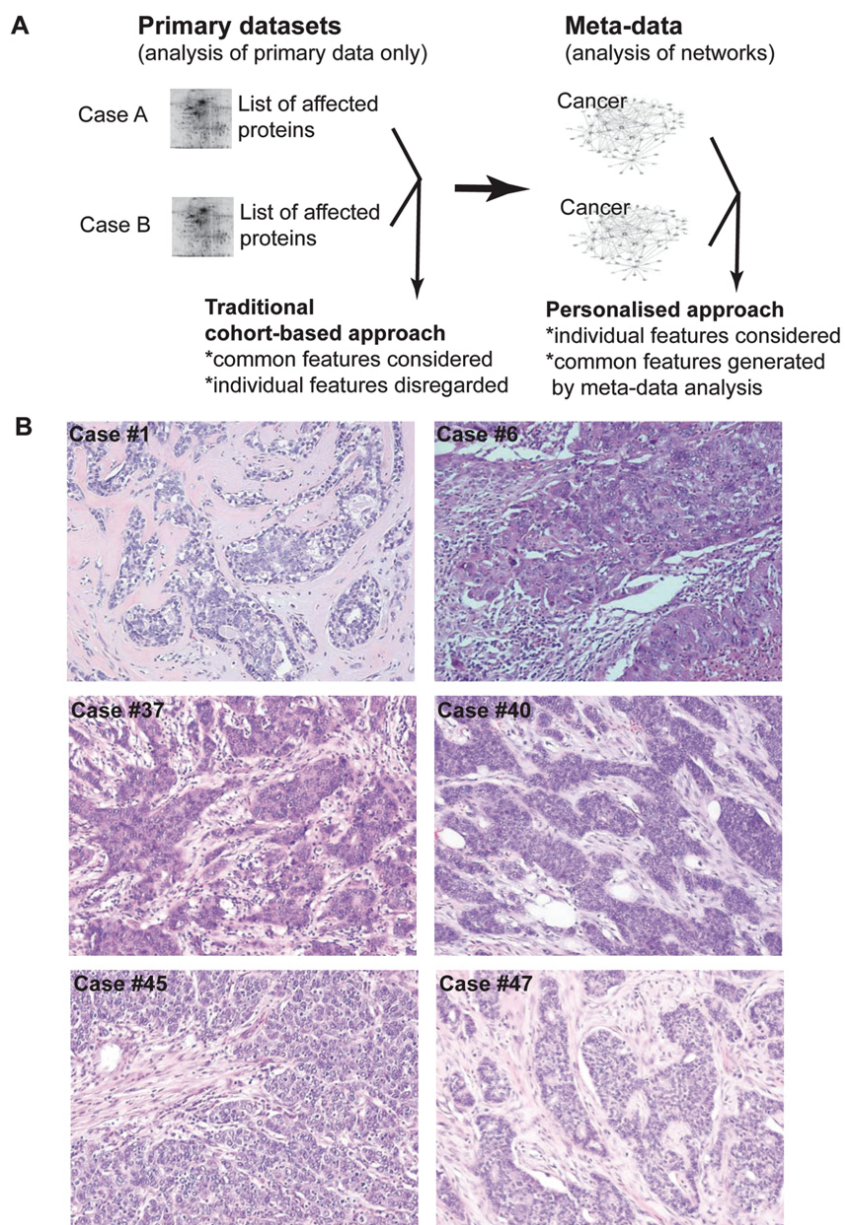 A
Primary datasets
(analysis of primary data only)
Meta-data
(analysis of networks)
Case A
List of affected
proteins
Cancer
Case B
List of affected
proteins
Cancer
Traditional
cohort-based approach
*common features considered
*individual features disregarded
Personalised approach
*individual features considered
*common features generated
by meta-data analysis
B
Case #1
Case #6
Case #37
Case #40
Case #45
Case #47